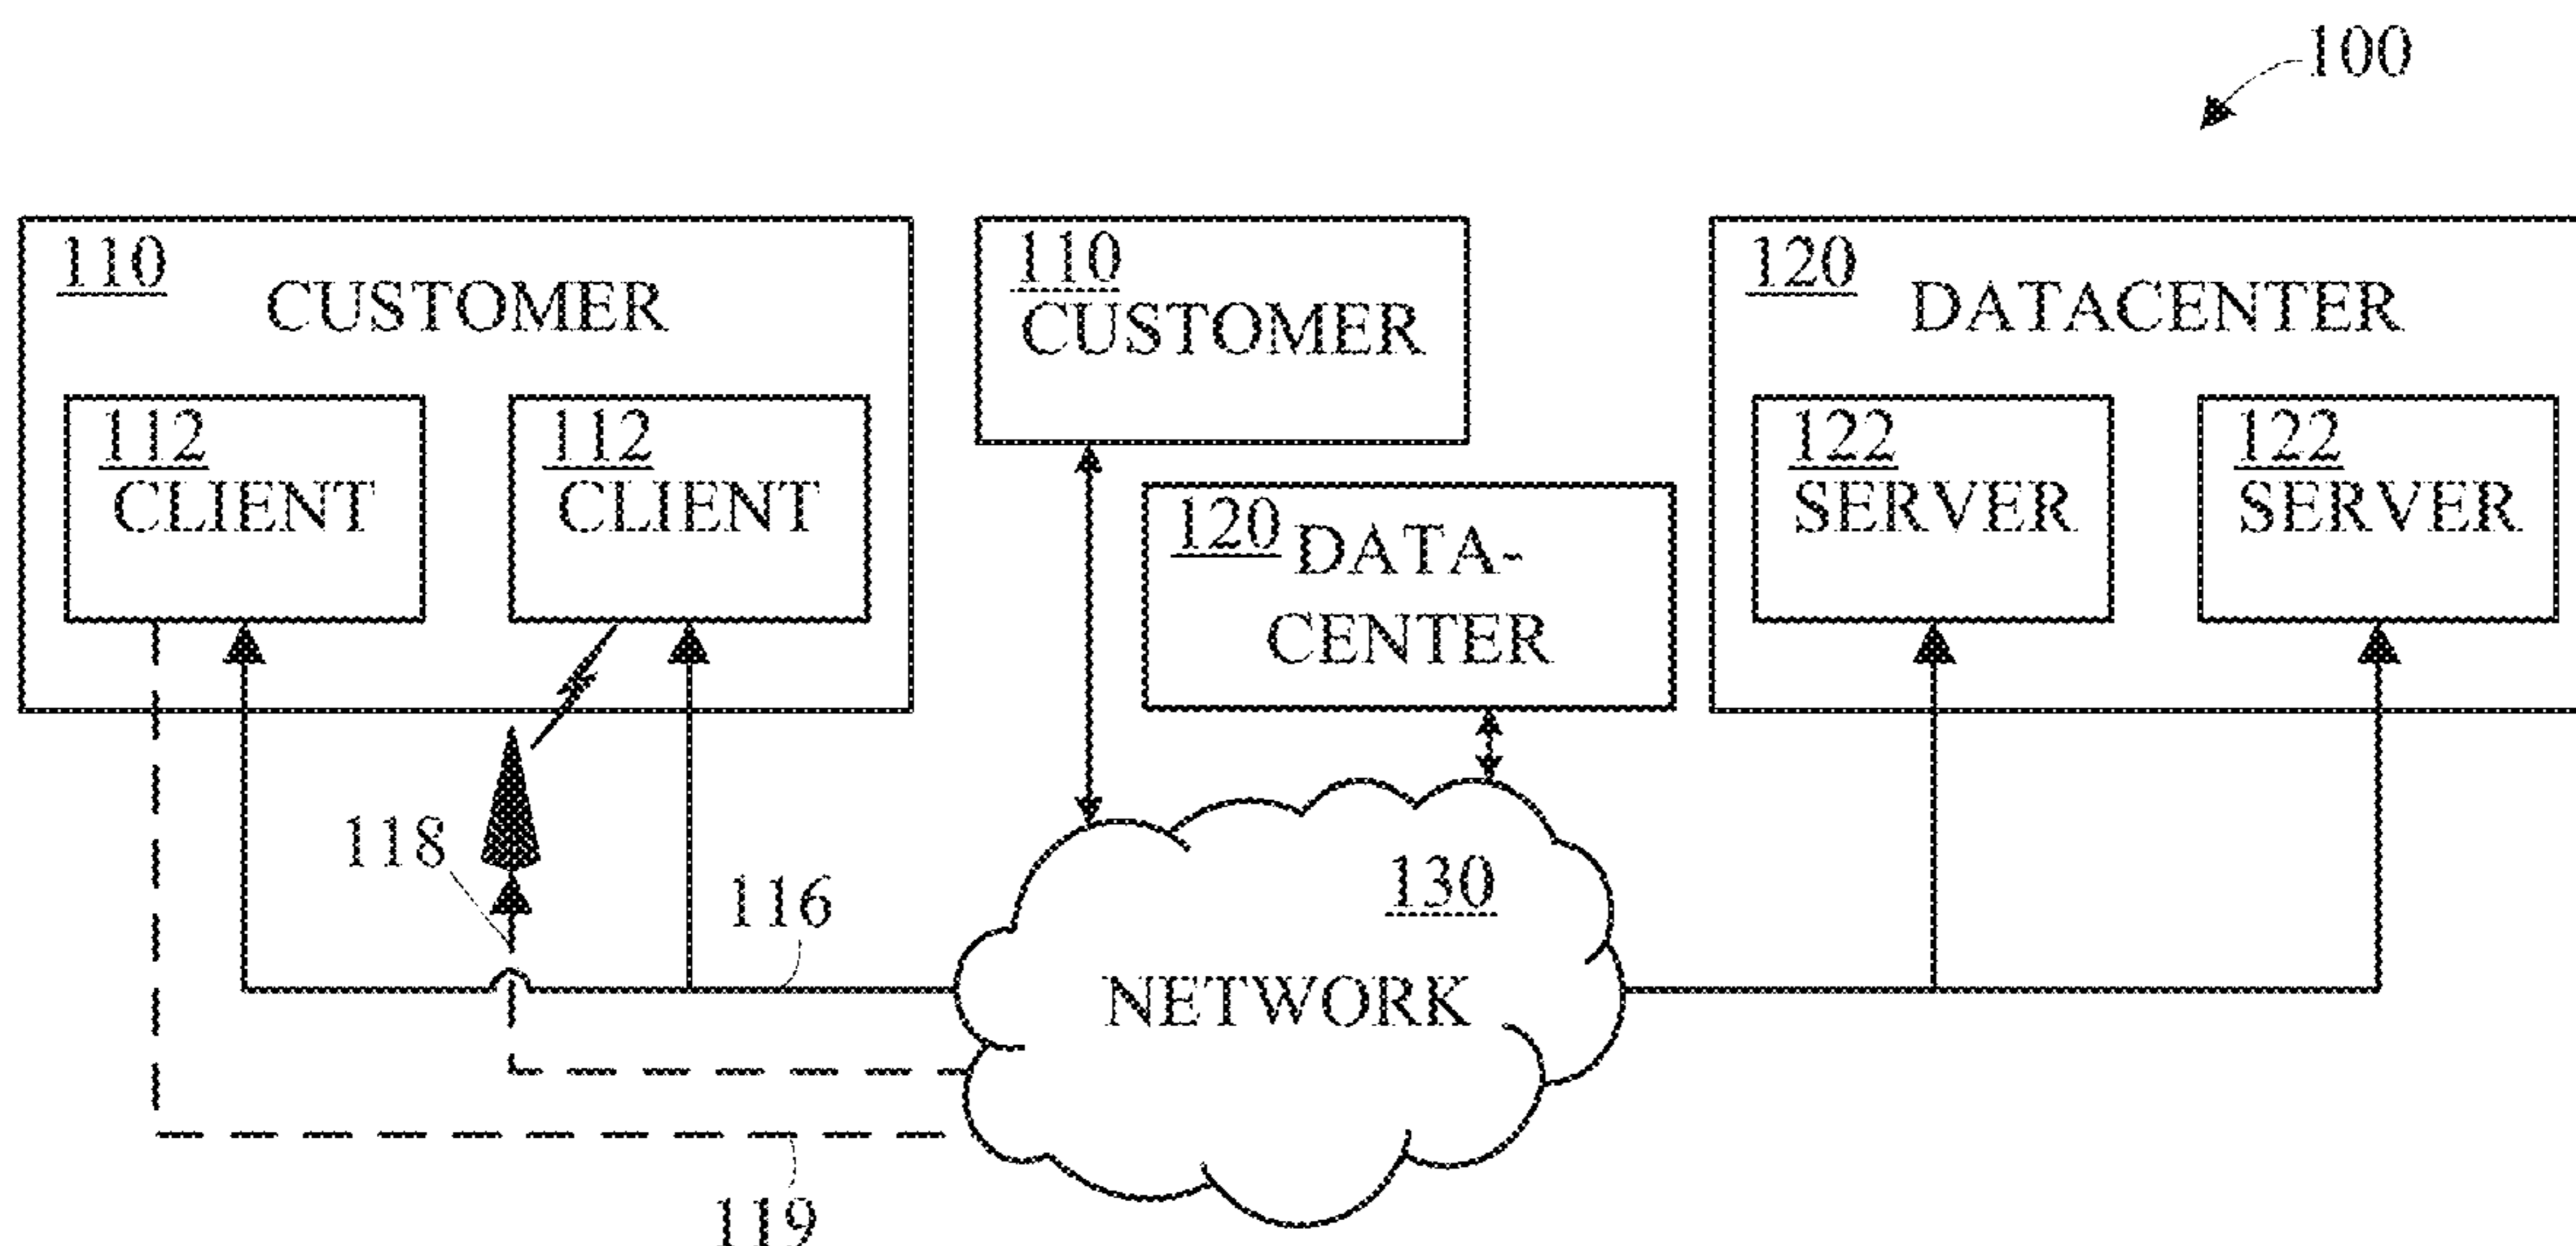 100
110
CUSTOMER
112
CLIENT
112
CLIENT
110
CUSTOMER
120
DATA-
CENTER
120
DATACENTER
122
SERVER
122
SERVER
118
116
130
NETWORK
119